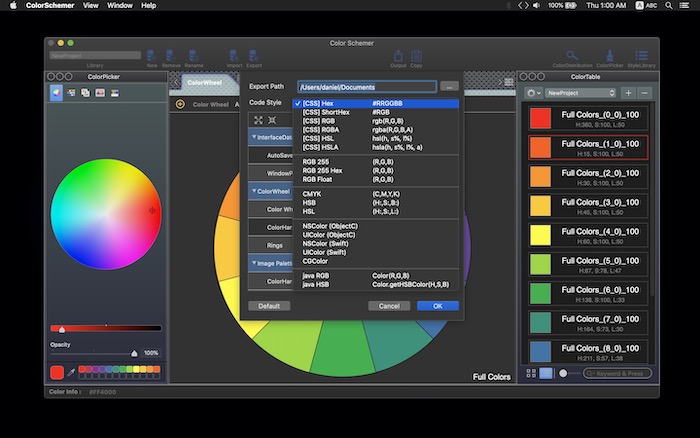 ColorSchemer Window Help
100% ABC Thu 1:00 AM
Color Schemer
NewProject
Library
New Remove Rename Import Export Output Copy ColorDistribution ColorPicker StyleLibrary
ColorPicker
ColorWheel
ColorTable
Color Wheel
Export Path /Users/daniel/Documents ...
Code Style
[CSS] Hex #RRGGBB
[CSS] ShortHex #RGB
[CSS] RGB rgb(R,G,B)
[CSS] RGBA rgba(R,G,B,A)
[CSS] HSL hsl(h, s%, l%)
[CSS] HSLA hsla(h, s%, l%, a)
RGB 255 (R,G,B)
RGB 255 Hex (R,G,B)
RGB Float (R,G,B)
CMYK (C,M,Y,K)
HSB (H:,S:,B:)
HSL (H:,S:,L:)
NSColor (ObjectC)
UIColor (ObjectC)
NSColor (Swift)
UIColor (Swift)
CGColor
java RGB Color(R,G,B)
java HSB Color.getHSBColor(H,S,B)
InterfaceData
AutoSave
WindowP
ColorWheel
Color Wh
ColorHar
Rings
Image Palett
ColorHar
Default Cancel OK
NewProject
Full Colors_(0_0)_100
H:360, S:100, L:50
Full Colors_(1_0)_100
H:15, S:100, L:50
Full Colors_(2_0)_100
H:30, S:100, L:50
Full Colors_(3_0)_100
H:45, S:100, L:50
Full Colors_(4_0)_100
H:60, S:100, L:50
Full Colors_(5_0)_100
H:87, S:78, L:47
Full Colors_(6_0)_100
H:138, S:100, L:33
Full Colors_(7_0)_100
H:164, S:73, L:30
Full Colors_(8_0)_100
H:211, S:57, L:38
Keyword & Press
Opacity
100%
Full Colors
Color Info : #FF4000